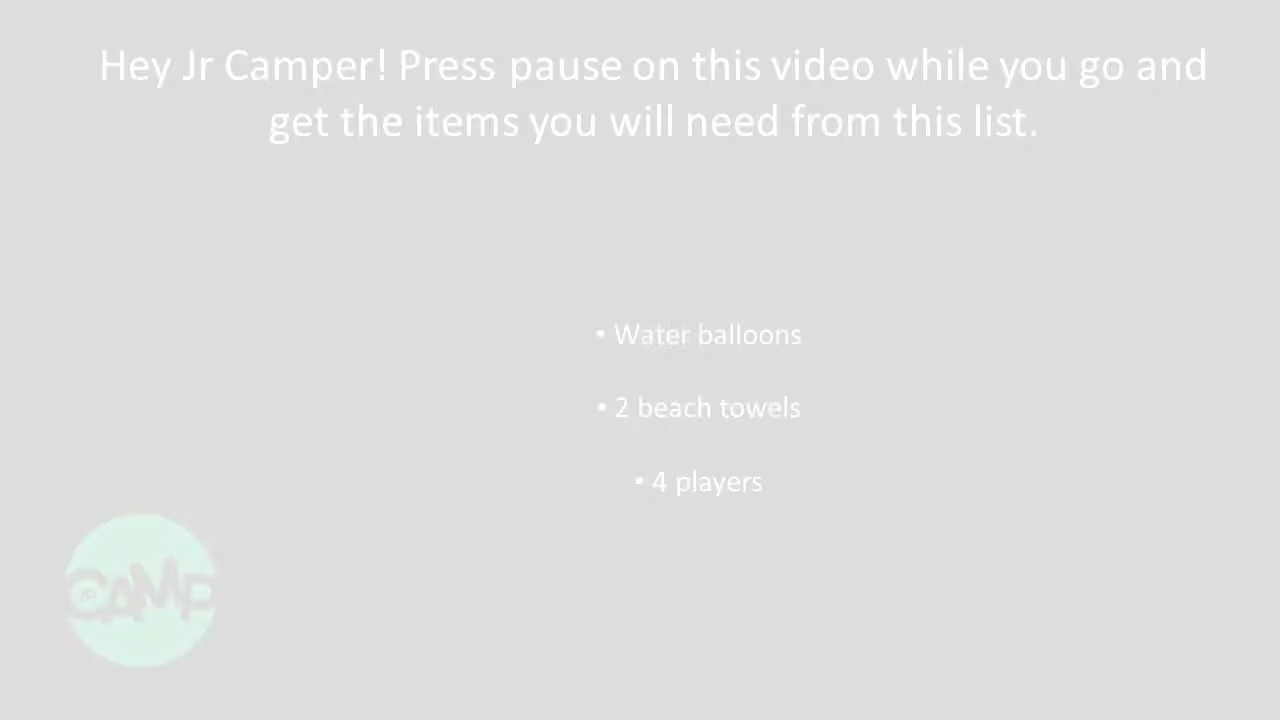 Hey Jr Camper! Press pause on this video while you go and
get the items you will need from this list.
• Water balloons
• 2 beach towels
• 4 players
JR CAMP